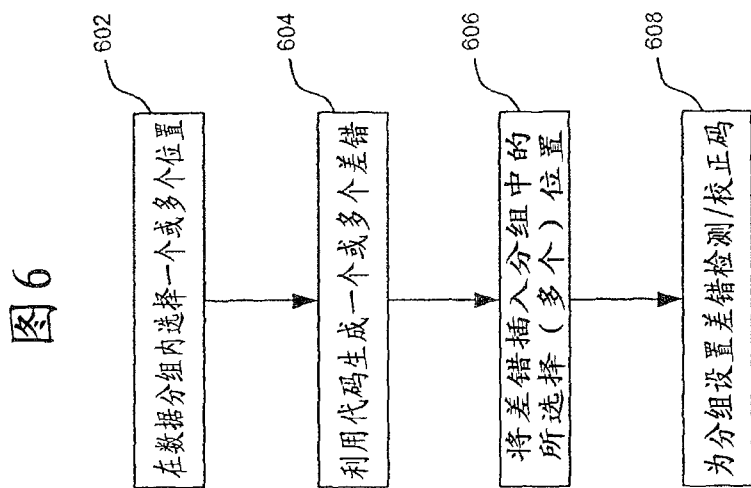 图 6
在数据分组内选择一个或多个位置
602
利用代码生成一个或多个差错
604
将差错插入分组中的
所选择（多个）位置
606
为分组设置差错检测/校正码
608